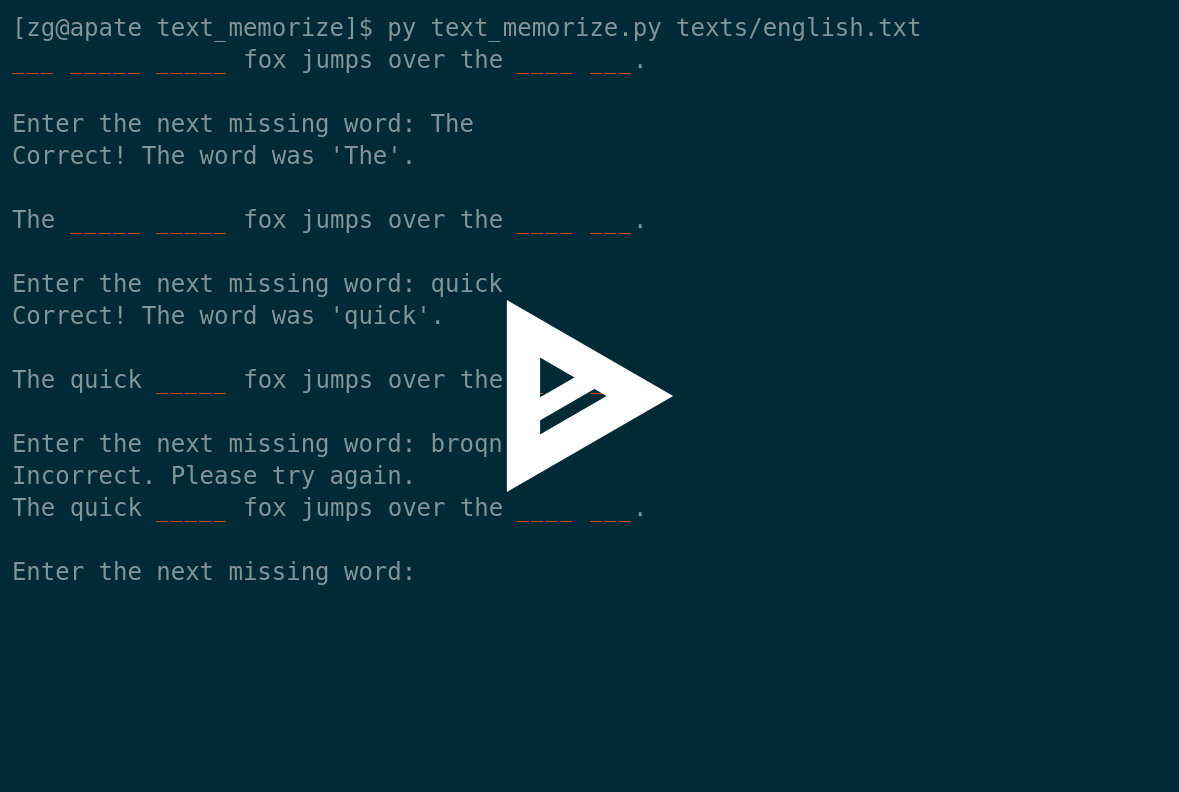 [zg@apate text_memorize]$ py text_memorize.py texts/english.txt
___ _____ _____ fox jumps over the ____ ___.
Enter the next missing word: The
Correct! The word was 'The'.
The _____ _____ fox jumps over the ____ ___.
Enter the next missing word: quick
Correct! The word was 'quick'.
The quick _____ fox jumps over the
Enter the next missing word: broqn
Incorrect. Please try again.
The quick _____ fox jumps over the ____ ___.
Enter the next missing word: